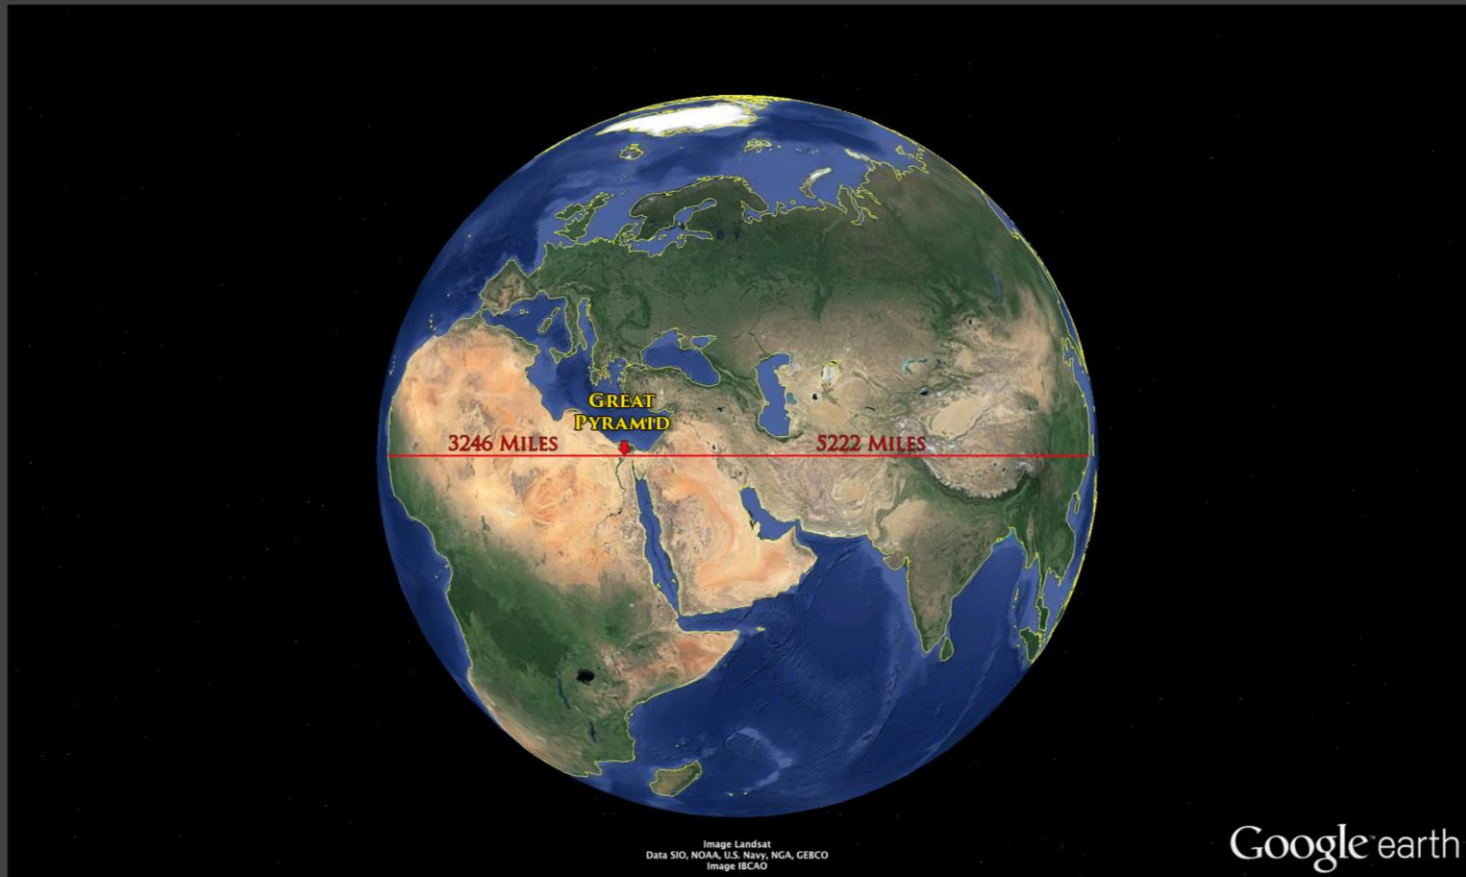 GREAT
PYRAMID
3246 MILES
5222 MILES
Image Landsat
Data SIO, NOAA, U.S. Navy, NGA, GEBCO
Image IBCAO
Google earth